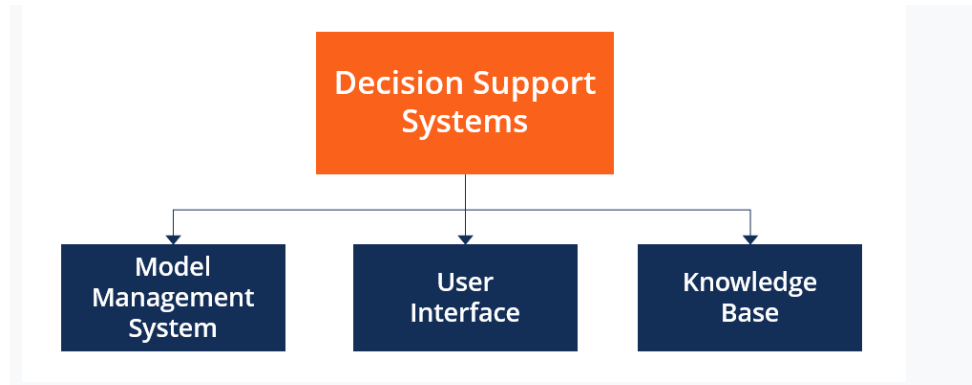 Decision Support
Systems
Model
Management
System
User
Interface
Knowledge
Base